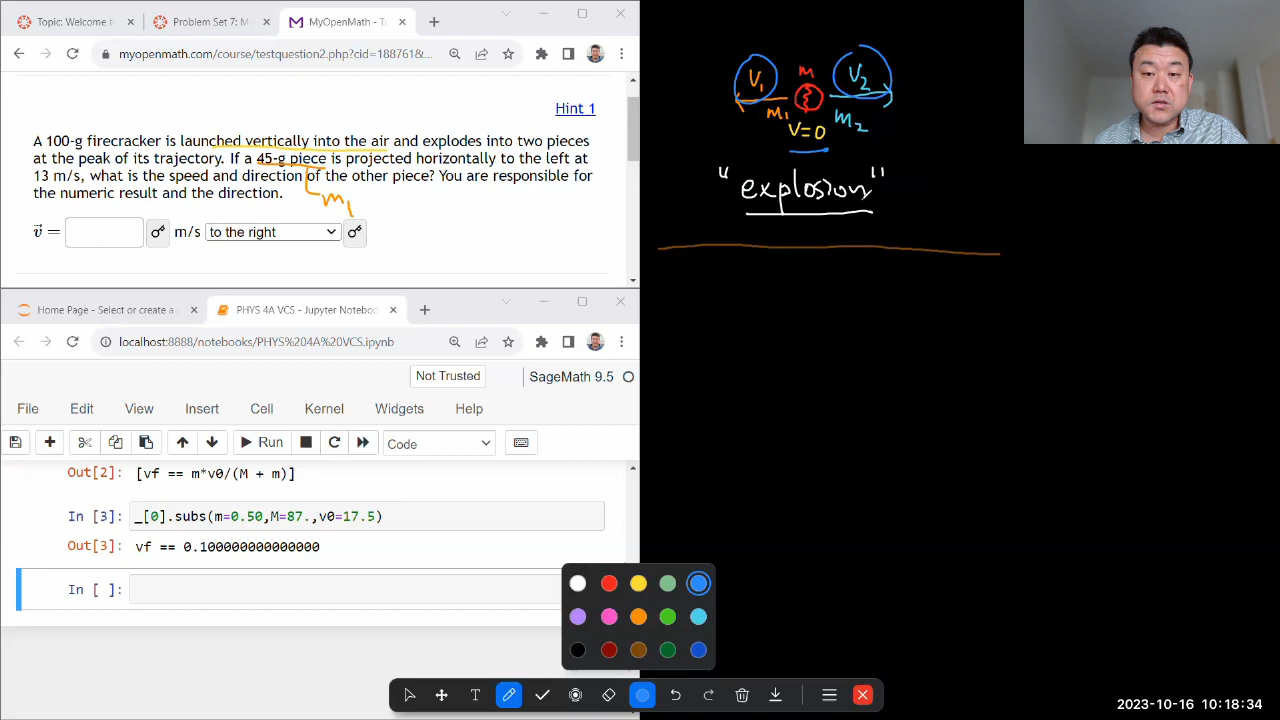 Topic: Welcome t
Problem Set 7: M
MyOpenMath - Te
myopenmath.com/course/testquestion2.php?cid=188761&...
Hint 1
A 100-g firecracker is launched vertically into the air and explodes into two pieces
at the peak of its trajectory. If a 45-g piece is projected horizontally to the left at
13 m/s, what is the speed and direction of the other piece? You are responsible for
the numeric result and the direction.
m1
v = m/s to the right
Home Page - Select or create a
PHYS 4A VCS - Jupyter Noteboo
localhost:8888/notebooks/PHYS%204A%20VCS.ipynb
Not Trusted
SageMath 9.5
File Edit View Insert Cell Kernel Widgets Help
Run
Code
Out[2]: [vf == m*v0/(M + m)]
In [3]: _[0].subs(m=0.50,M=87.,v0=17.5)
Out[3]: vf == 0.100000000000000
In [ ]:
V1 m V2
m1 m2
v=0
"explosion"
T
2023-10-16 10:18:34